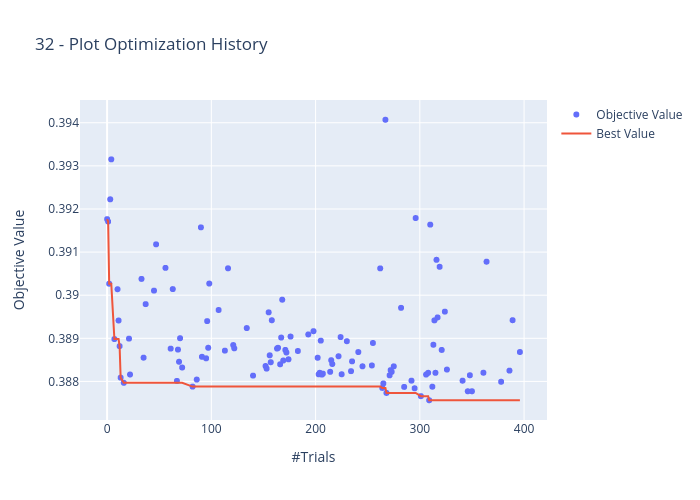 32 - Plot Optimization History
Objective Value
Best Value
0.394
0.393
0.392
0.391
0.39
0.389
0.388
Objective Value
0
100
200
300
400
#Trials